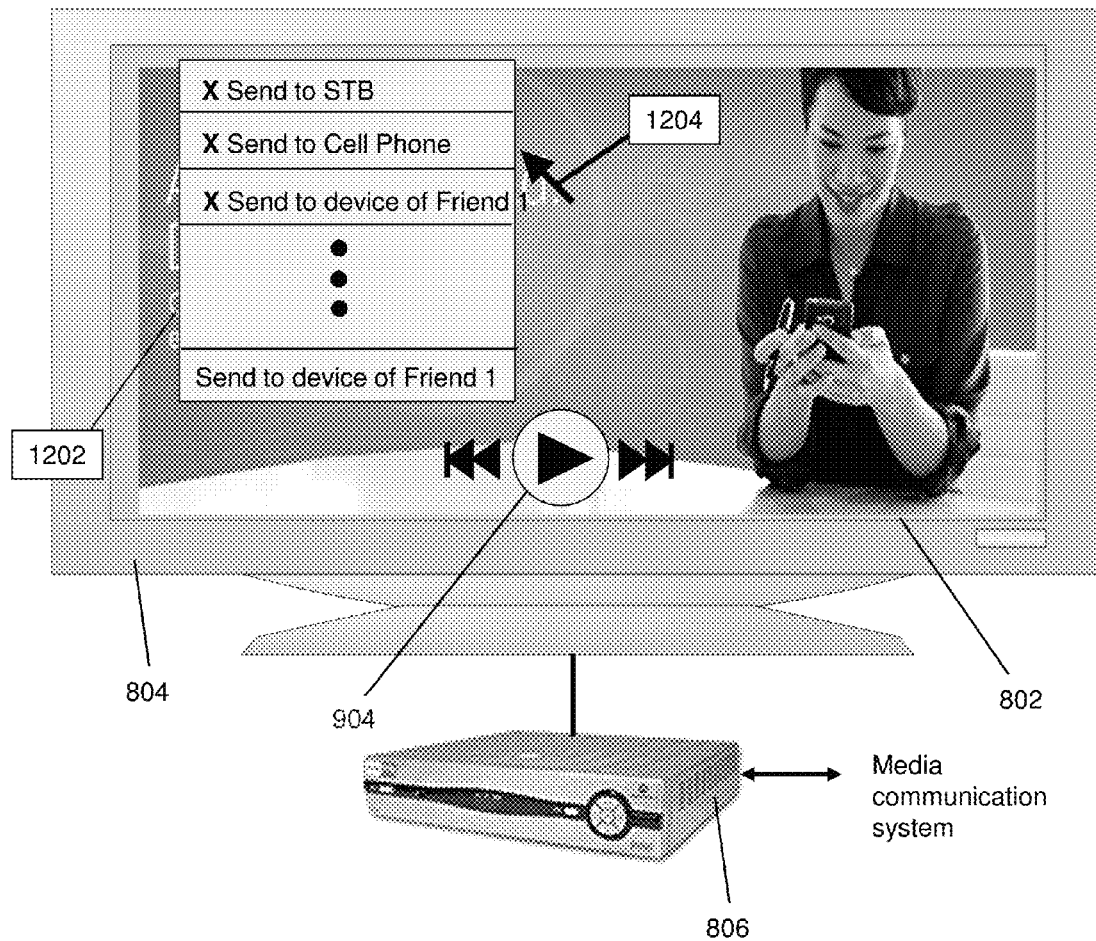 X Send to STB
1204
X Send to Cell Phone
X Send to device of Friend 1
Send to device of Friend 1
1202
804
904
802
Media
communication
system
806